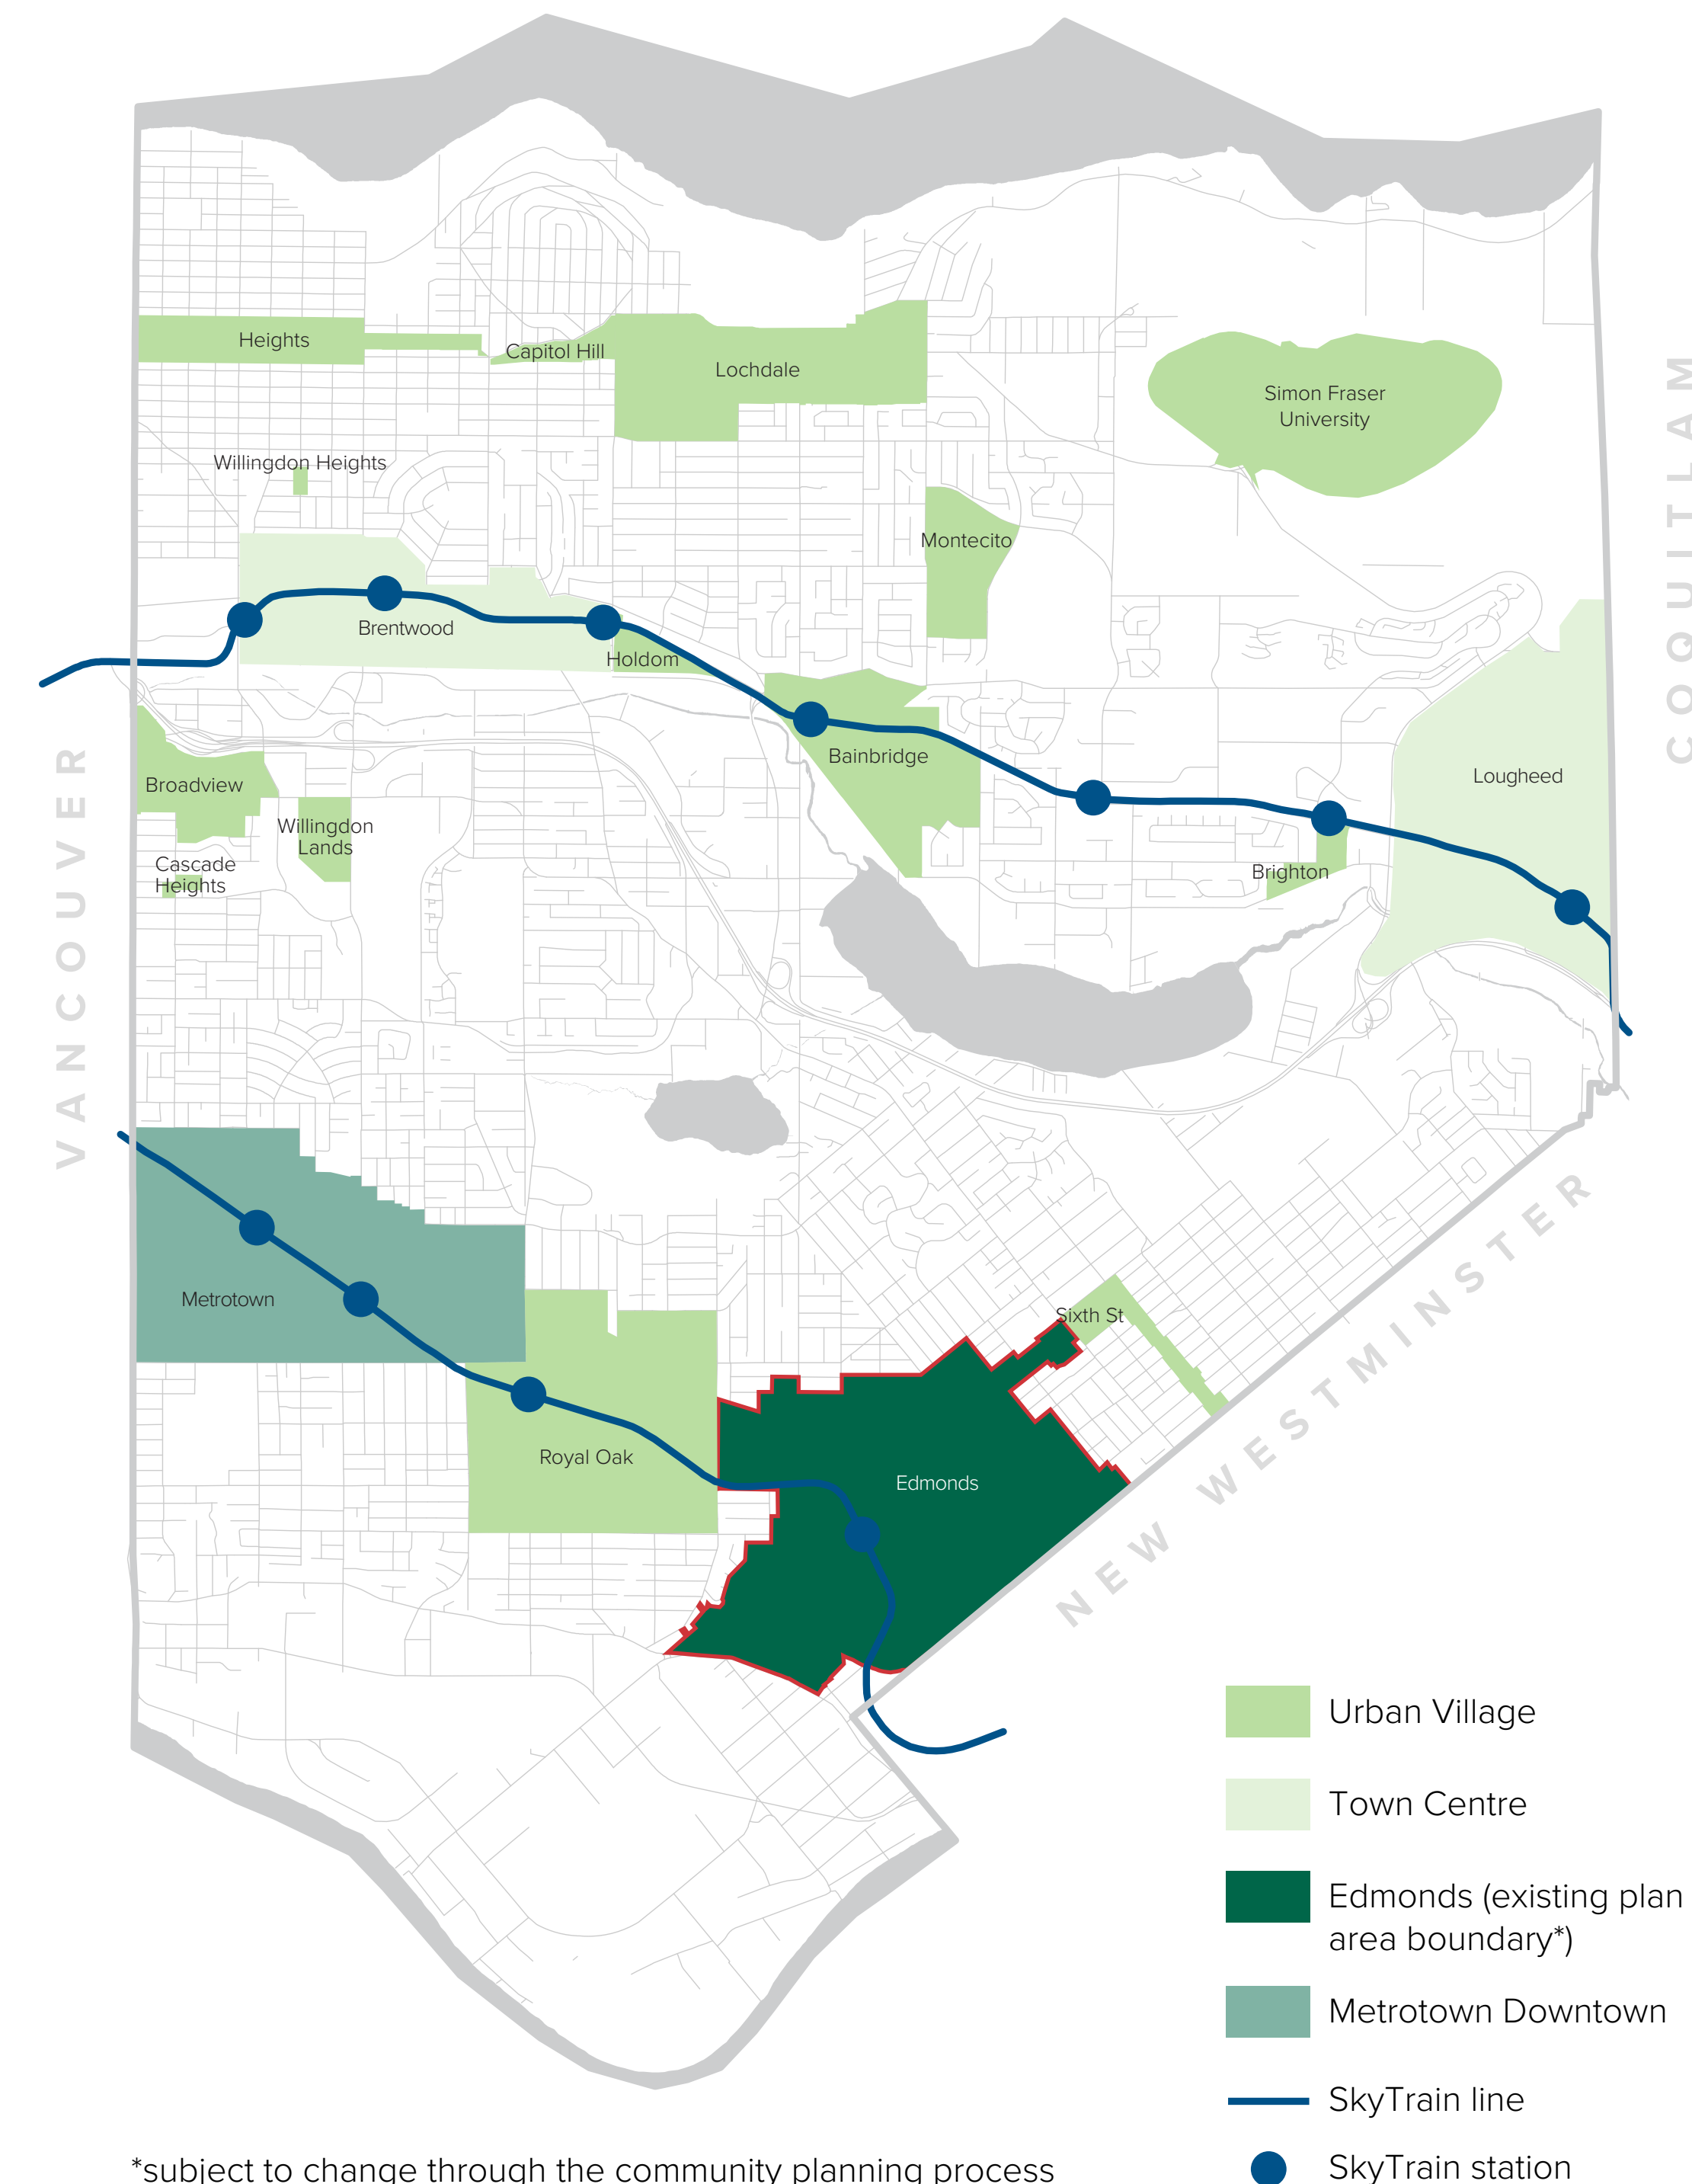 Heights
Capitol Hill
Lochdale
Simon Fraser
University
Willingdon Heights
Montecito
Brentwood
Holdom
Bainbridge
Lougheed
Broadview
Willingdon
Lands
Cascade
Heights
Brighton
VANCOUVER
COQUITLAM
Metrotown
Sixth St
Royal Oak
Edmonds
NEW WESTMINSTER
Urban Village
Town Centre
Edmonds (existing plan
area boundary*)
Metrotown Downtown
SkyTrain line
SkyTrain station
*subject to change through the community planning process